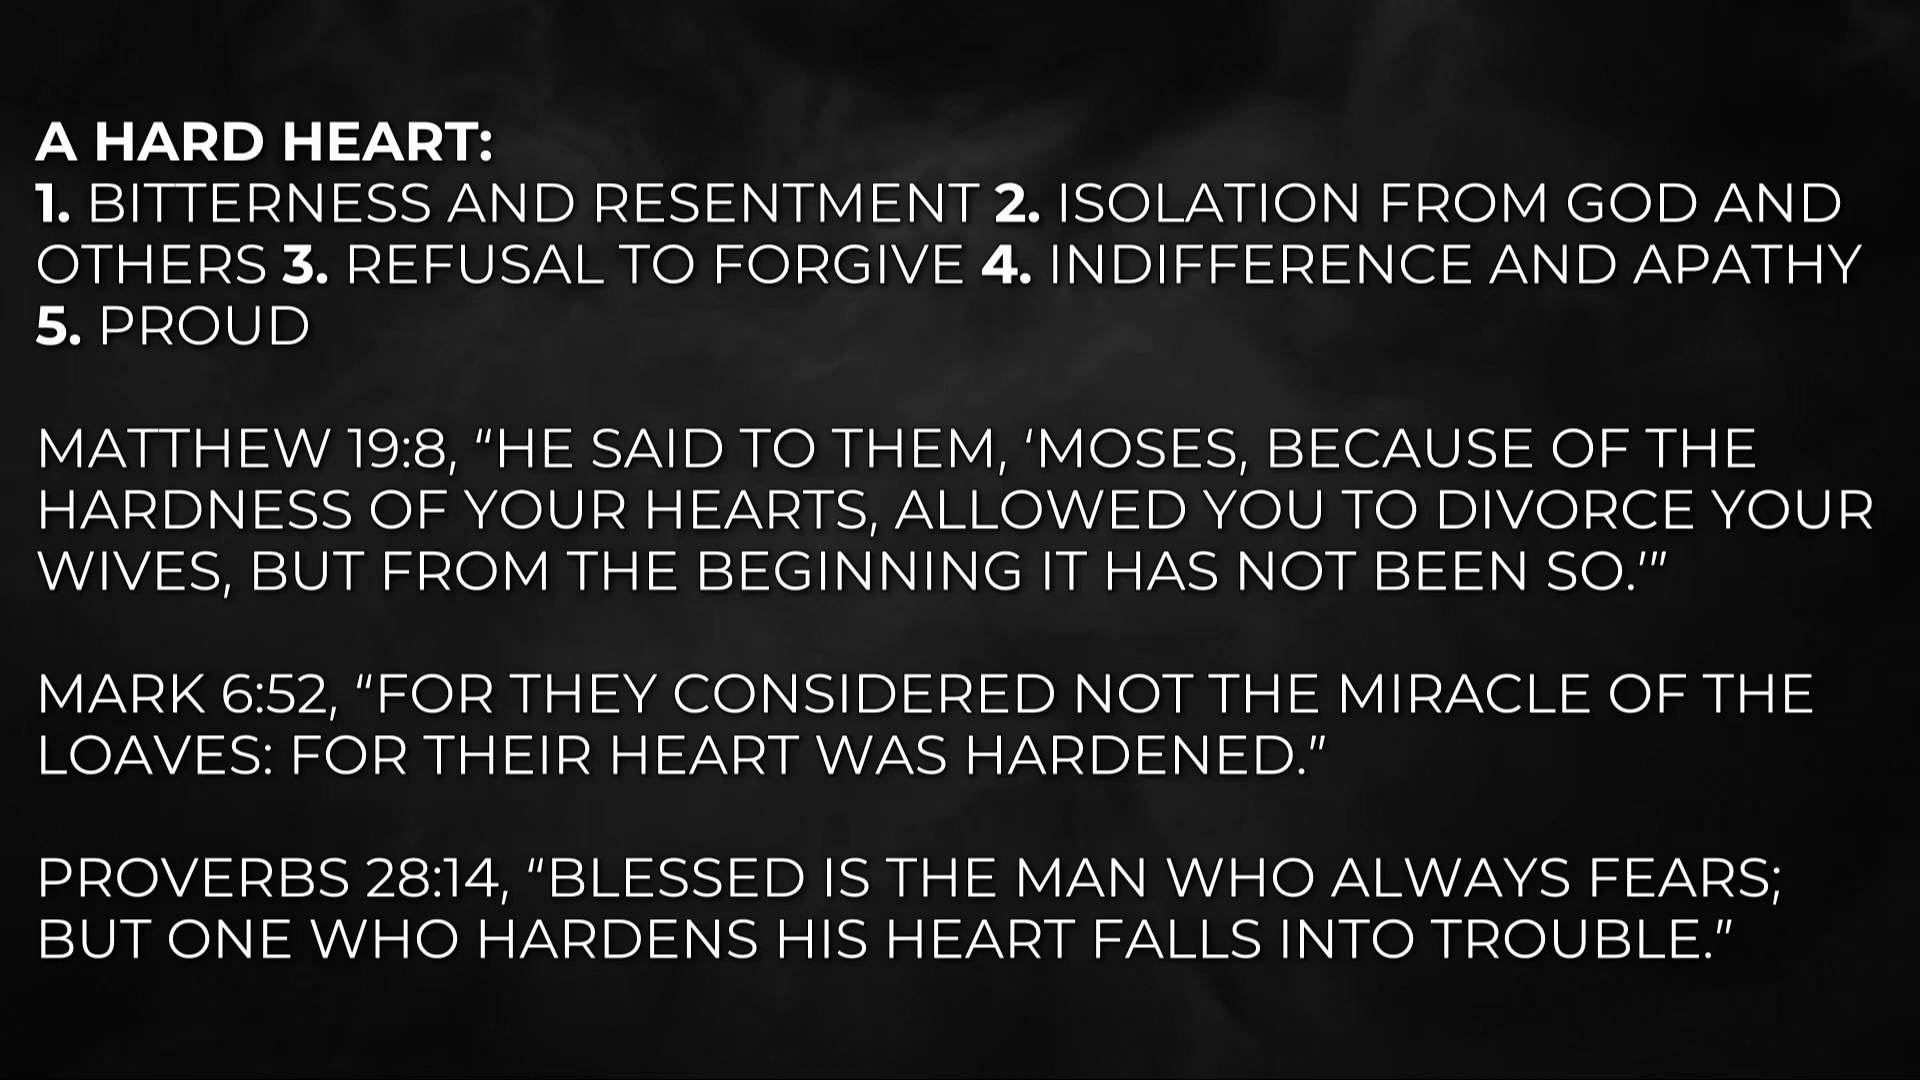 A HARD HEART:
1. BITTERNESS AND RESENTMENT 2. ISOLATION FROM GOD AND
OTHERS 3. REFUSAL TO FORGIVE 4. INDIFFERENCE AND APATHY
5. PROUD
MATTHEW 19:8, “HE SAID TO THEM, ‘MOSES, BECAUSE OF THE
HARDNESS OF YOUR HEARTS, ALLOWED YOU TO DIVORCE YOUR
WIVES, BUT FROM THE BEGINNING IT HAS NOT BEEN SO.’”
MARK 6:52, “FOR THEY CONSIDERED NOT THE MIRACLE OF THE
LOAVES: FOR THEIR HEART WAS HARDENED.”
PROVERBS 28:14, “BLESSED IS THE MAN WHO ALWAYS FEARS;
BUT ONE WHO HARDENS HIS HEART FALLS INTO TROUBLE.”